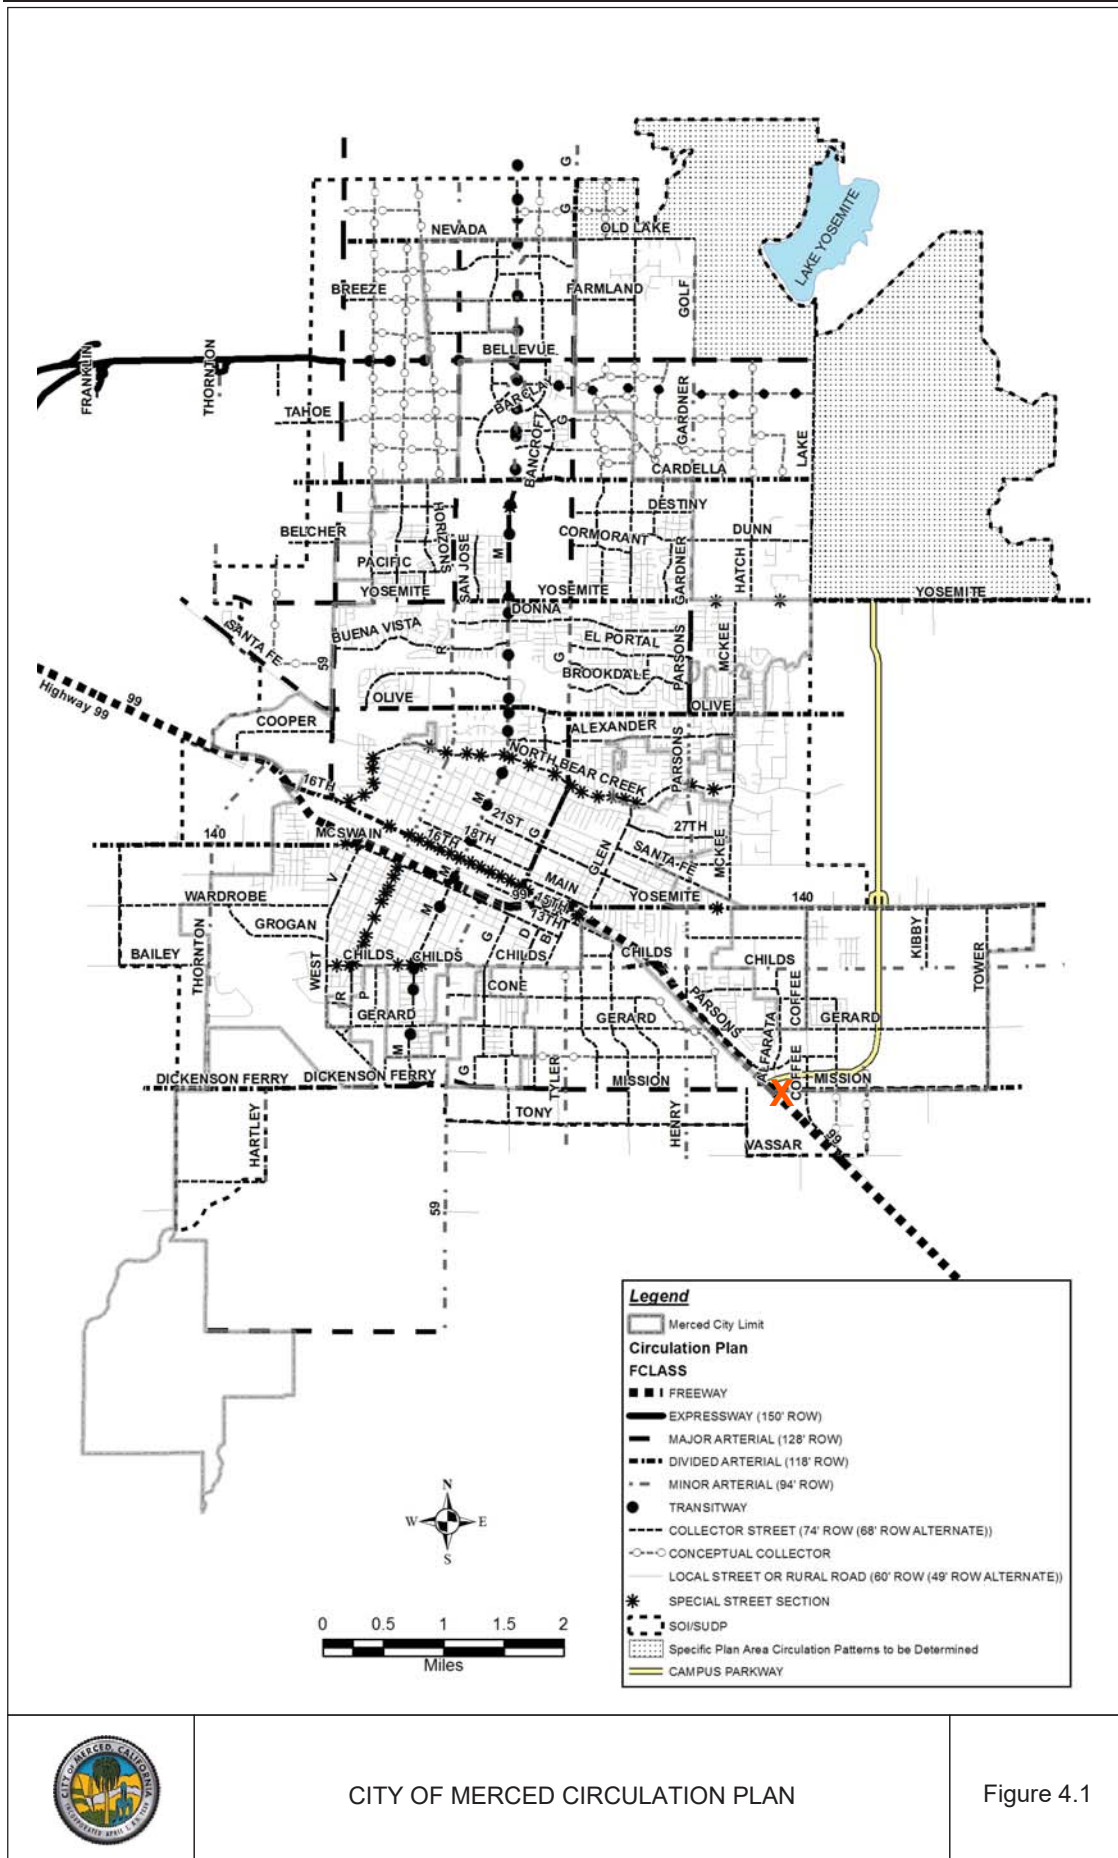 G
G
NEVADA
OLD LAKE
LAKE YOSEMITE
BREEZE
FARMLAND
GOLF
FRANKLIN
THORNTON
BELLEVUE
BARCLAY
TAHOE
G
GARDNER
BANCROFT
LAKE
CARDELLA
DESTINY
BELCHER
HORIZONS
SAN JOSE
M
CORMORANT
GARDNER
DUNN
HATCH
PACIFIC
YOSEMITE
YOSEMITE
YOSEMITE
DONNA
SANTA FE
BUENA VISTA
EL PORTAL
PARSONS
MCKEE
59
R
G
BROOKDALE
99
Highway 99
OLIVE
OLIVE
COOPER
ALEXANDER
NORTH BEAR CREEK
PARSONS
16TH
M
21ST
140
MCSWAIN
16TH
18TH
G
27TH
GLEN
SANTA-FE
MCKEE
V
M
MAIN
WARDROBE
99
15TH
YOSEMITE
140
GROGAN
M
13TH
KIBBY
BAILEY
THORNTON
WEST
CHILDS
CHILDS
G
CHILDS
D
B
CHILDS
CHILDS
TOWER
R
P
CONE
PARSONS
COFFEE
GERARD
GERARD
GERARD
M
ALFARATA
COFFEE
DICKENSON FERRY
DICKENSON FERRY
G
TYLER
MISSION
X
MISSION
HARTLEY
TONY
HENRY
VASSAR
99
59
Legend
Merced City Limit
Circulation Plan
FCLASS
FREEWAY
EXPRESSWAY (150' ROW)
MAJOR ARTERIAL (128' ROW)
DIVIDED ARTERIAL (118' ROW)
MINOR ARTERIAL (94' ROW)
TRANSITWAY
COLLECTOR STREET (74' ROW (68' ROW ALTERNATE))
CONCEPTUAL COLLECTOR
LOCAL STREET OR RURAL ROAD (60' ROW (49' ROW ALTERNATE))
SPECIAL STREET SECTION
SOI/SUDP
Specific Plan Area Circulation Patterns to be Determined
CAMPUS PARKWAY
N
W
E
S
0 0.5 1 1.5 2
Miles
CITY OF MERCED, CALIFORNIA
CITY OF MERCED CIRCULATION PLAN
Figure 4.1